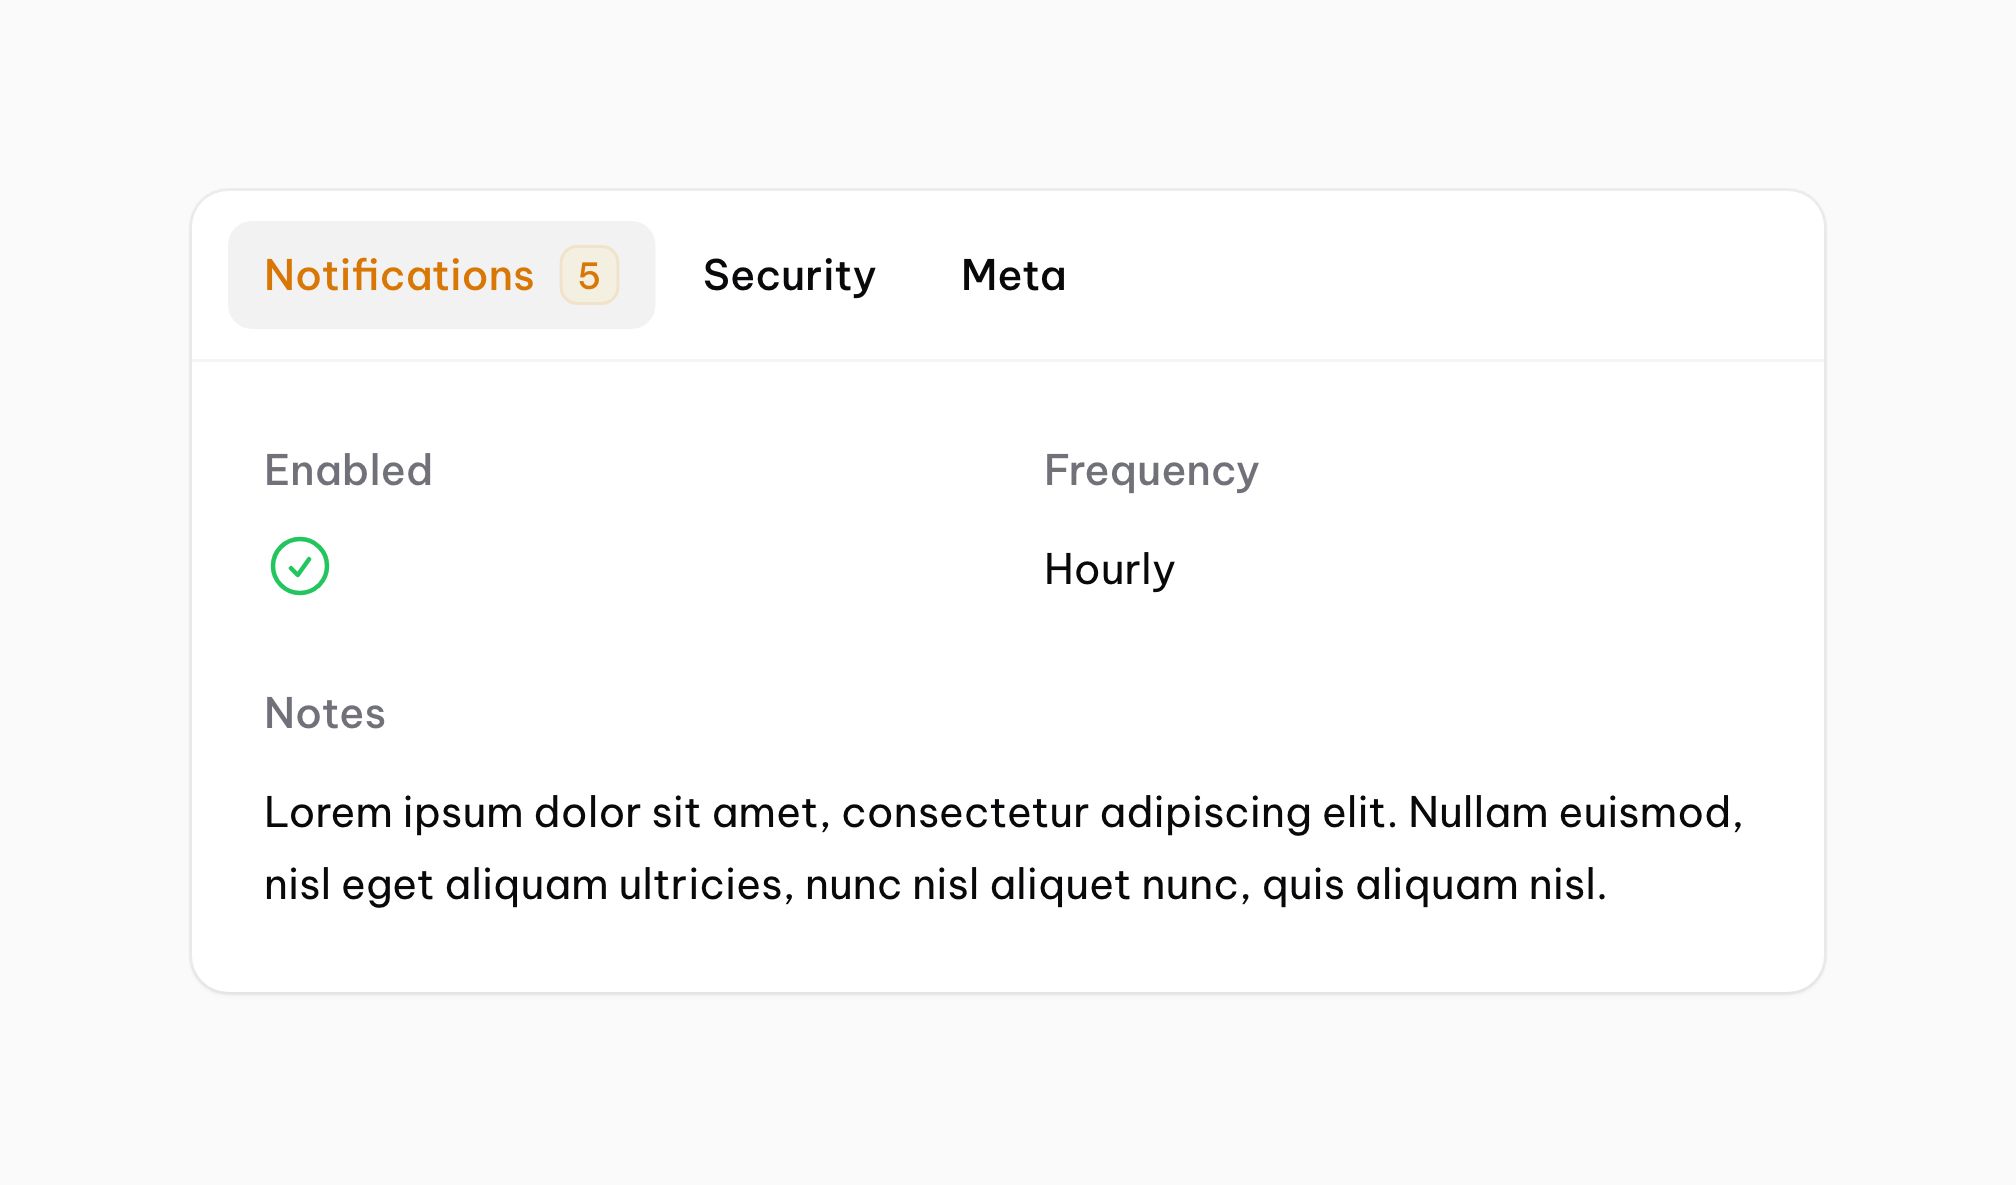 Notifications 5 Security Meta
Enabled Frequency
Hourly
Notes
Lorem ipsum dolor sit amet, consectetur adipiscing elit. Nullam euismod,
nisl eget aliquam ultricies, nunc nisl aliquet nunc, quis aliquam nisl.